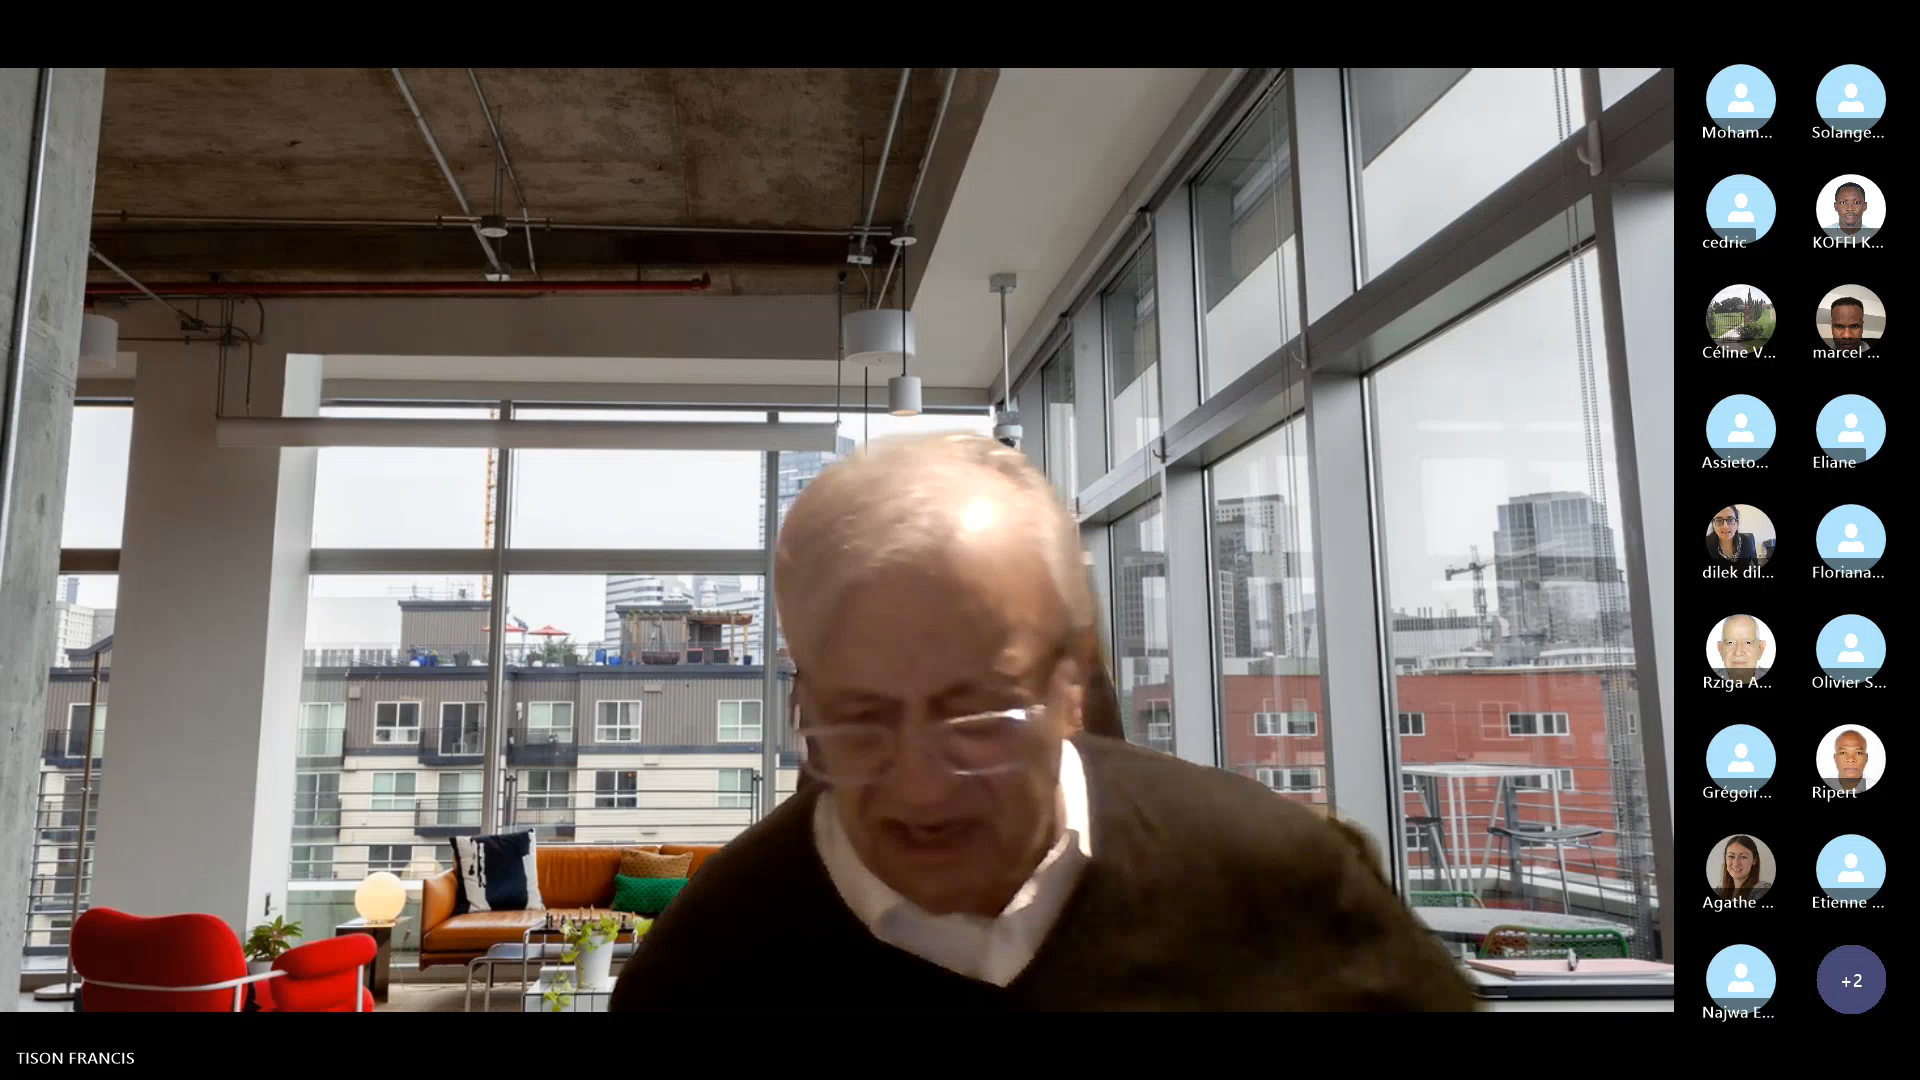 Moham...
Solange...
cedric
KOFFI K...
Céline V...
marcel ...
Assieto...
Eliane
dilek dil...
Floriana...
Rziga A...
Olivier S...
Grégoir...
Ripert
Agathe ...
Etienne ...
Najwa E...
+2
TISON FRANCIS